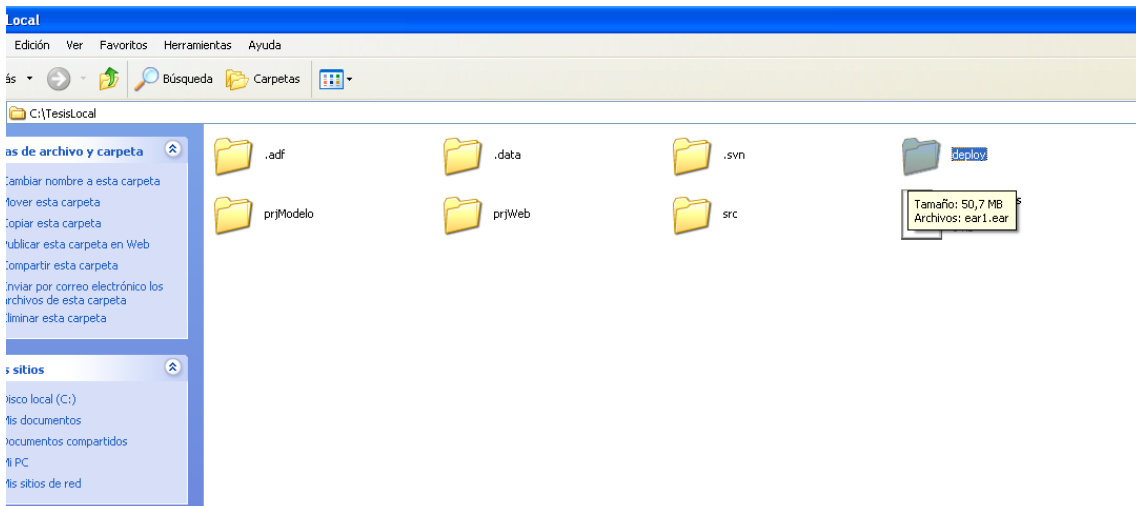 Local
Edición Ver Favoritos Herramientas Ayuda
ás Búsqueda Carpetas
C:\TesisLocal
as de archivo y carpeta
Cambiar nombre a esta carpeta
Mover esta carpeta
Copiar esta carpeta
Publicar esta carpeta en Web
Compartir esta carpeta
Enviar por correo electrónico los
archivos de esta carpeta
Eliminar esta carpeta
s sitios
Disco local (C:)
Mis documentos
Documentos compartidos
Mi PC
Mis sitios de red
.adf .data .svn deploy
prjModelo prjWeb src
Tamaño: 50,7 MB
Archivos: ear1.ear